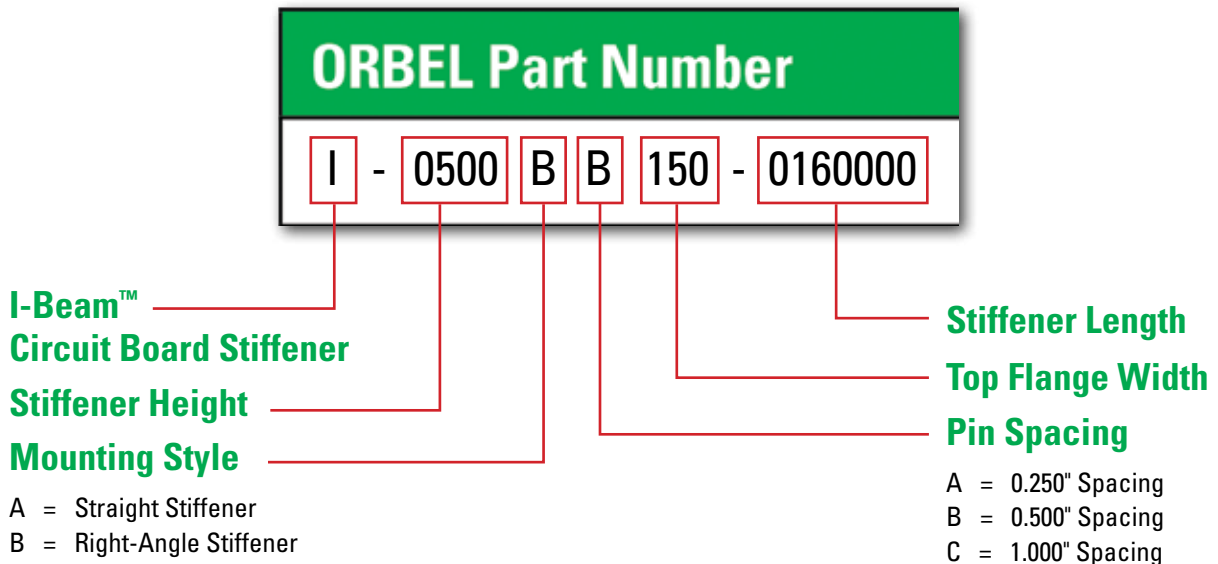 ORBEL Part Number
I - 0500 B B 150 - 0160000
I-Beam™
Circuit Board Stiffener
Stiffener Height
Mounting Style
A = Straight Stiffener
B = Right-Angle Stiffener
Stiffener Length
Top Flange Width
Pin Spacing
A = 0.250" Spacing
B = 0.500" Spacing
C = 1.000" Spacing